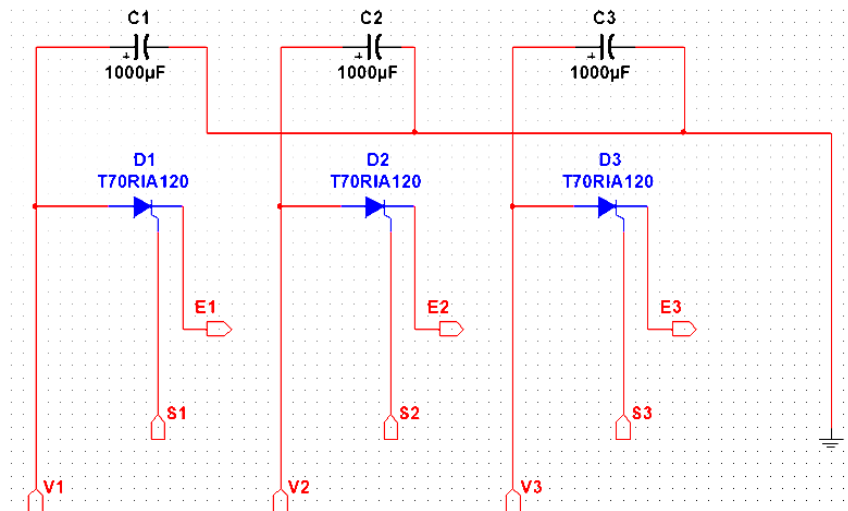 C1 C2 C3
1000µF 1000µF 1000µF
D1 D2 D3
T70RIA120 T70RIA120 T70RIA120
E1 E2 E3
S1 S2 S3
V1 V2 V3